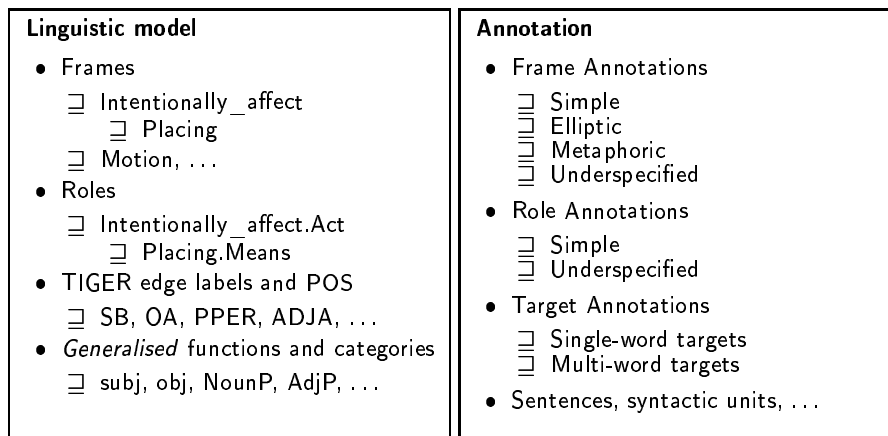 Linguistic model
• Frames
⊒ Intentionally_affect
⊒ Placing
⊒ Motion, ...
• Roles
⊒ Intentionally_affect.Act
⊒ Placing.Means
• TIGER edge labels and POS
⊒ SB, OA, PPER, ADJA, ...
• Generalised functions and categories
⊒ subj, obj, NounP, AdjP, ...
Annotation
• Frame Annotations
⊒ Simple
⊒ Elliptic
⊒ Metaphoric
⊒ Underspecified
• Role Annotations
⊒ Simple
⊒ Underspecified
• Target Annotations
⊒ Single-word targets
⊒ Multi-word targets
• Sentences, syntactic units, ...